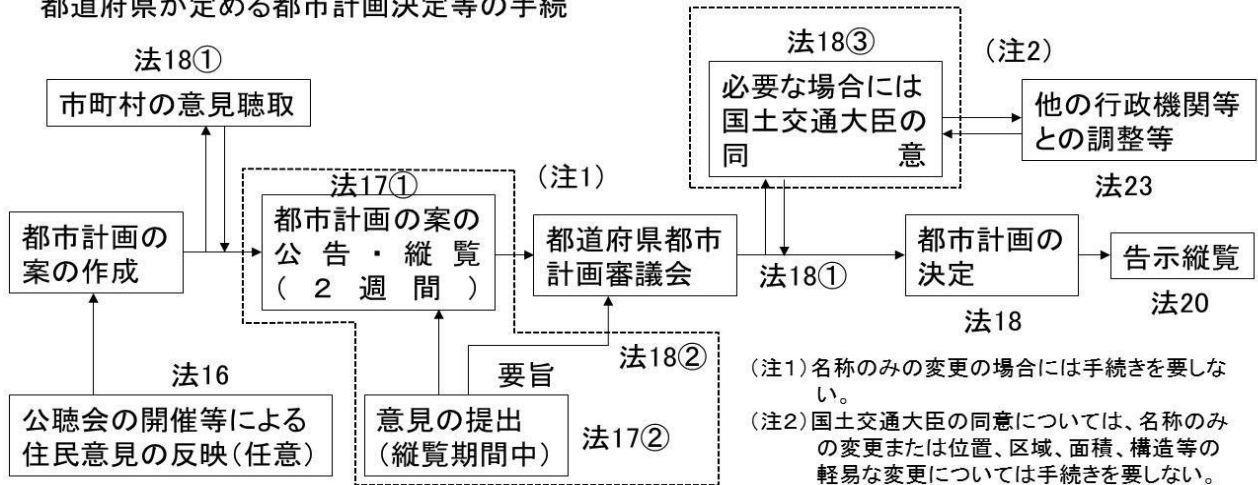 都道府県が定める都市計画決定等の手続
法18①
市町村の意見聴取
法18③
必要な場合には
国土交通大臣の
同意
(注2)
他の行政機関等
との調整等
法23
都市計画の
案の作成
法17①
都市計画の案の
公告・縦覧
(2週間)
(注1)
都道府県都市
計画審議会
法18①
都市計画の
決定
法18
告示縦覧
法20
法16
公聴会の開催等による
住民意見の反映(任意)
要旨
法18②
意見の提出
(縦覧期間中)
法17②
(注1)名称のみの変更の場合には手続きを要しな
い。
(注2)国土交通大臣の同意については、名称のみ
の変更または位置、区域、面積、構造等の
軽易な変更については手続きを要しない。